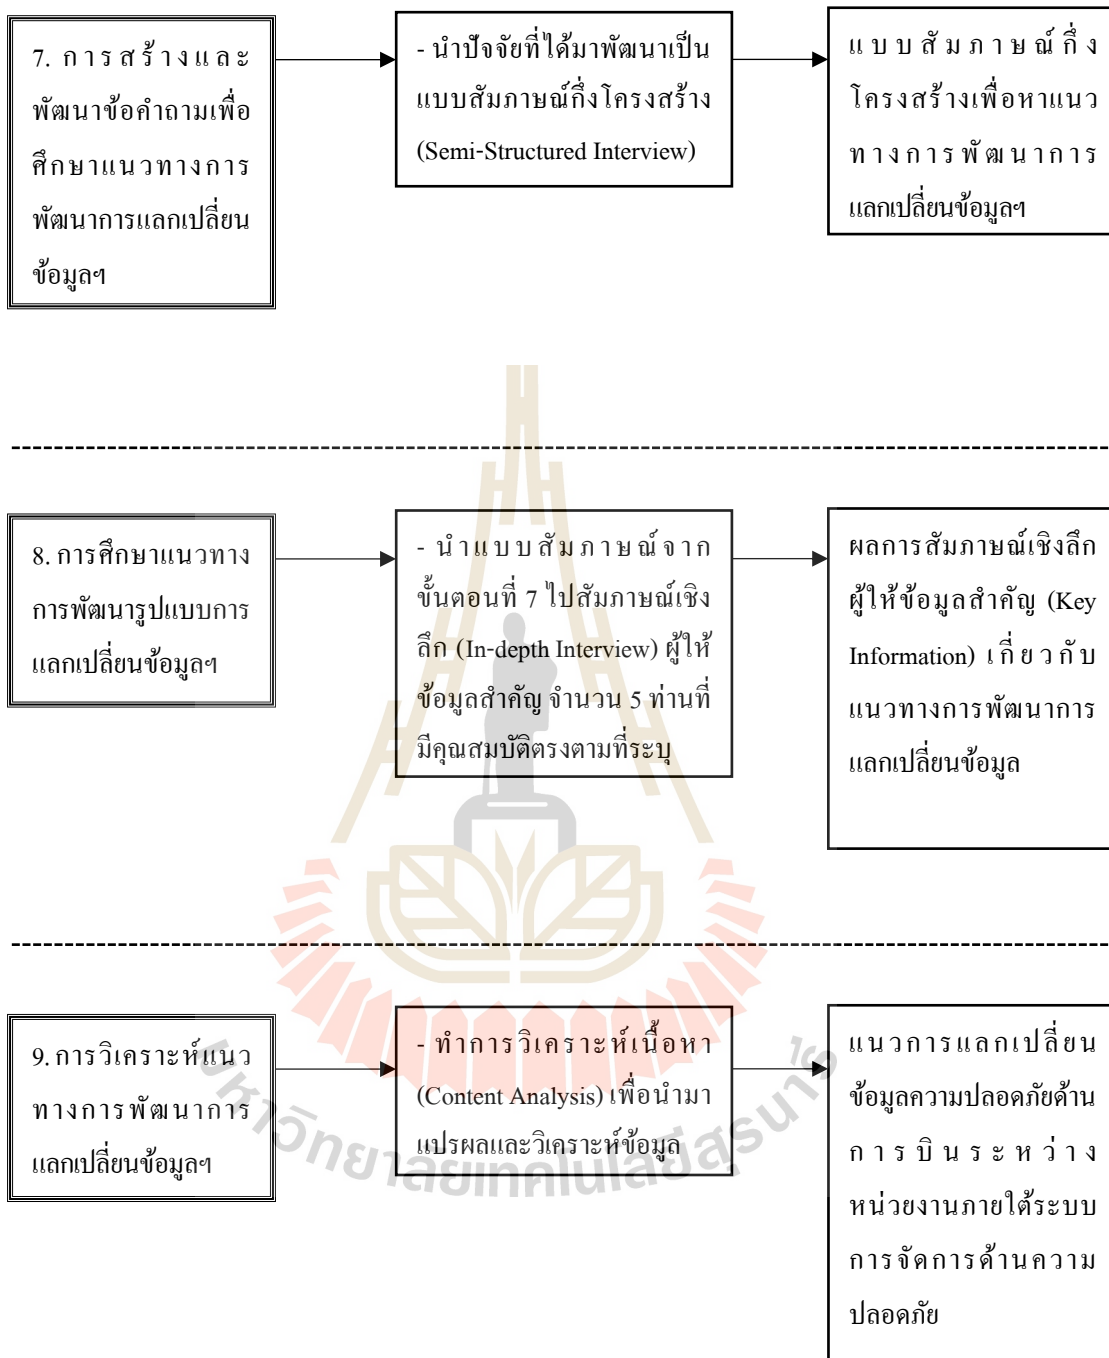 7. การสร้างและ
พัฒนาข้อคำถามเพื่อ
ศึกษาแนวทางการ
พัฒนาการแลกเปลี่ยน
ข้อมูลฯ
- นำปัจจัยที่ได้มาพัฒนาเป็น
แบบสัมภาษณ์กึ่งโครงสร้าง
(Semi-Structured Interview)
แบบสัมภาษณ์กึ่ง
โครงสร้างเพื่อหาแนว
ทางการพัฒนาการ
แลกเปลี่ยนข้อมูลฯ
8. การศึกษาแนวทาง
การพัฒนารูปแบบการ
แลกเปลี่ยนข้อมูลฯ
- นำแบบสัมภาษณ์จาก
ขั้นตอนที่ 7 ไปสัมภาษณ์เชิง
ลึก (In-depth Interview) ผู้ให้
ข้อมูลสำคัญ จำนวน 5 ท่านที่
มีคุณสมบัติตรงตามที่ระบุ
ผลการสัมภาษณ์เชิงลึก
ผู้ให้ข้อมูลสำคัญ (Key
Information) เกี่ยวกับ
แนวทางการพัฒนาการ
แลกเปลี่ยนข้อมูล
9. การวิเคราะห์แนว
ทางการพัฒนาการ
แลกเปลี่ยนข้อมูลฯ
- ทำการวิเคราะห์เนื้อหา
(Content Analysis) เพื่อนำมา
แปรผลและวิเคราะห์ข้อมูล
แนวการแลกเปลี่ยน
ข้อมูลความปลอดภัยด้าน
การบินระหว่าง
หน่วยงานภายใต้ระบบ
การจัดการด้านความ
ปลอดภัย
มหาวิทยาลัยเทคโนโลยีสุรนารี